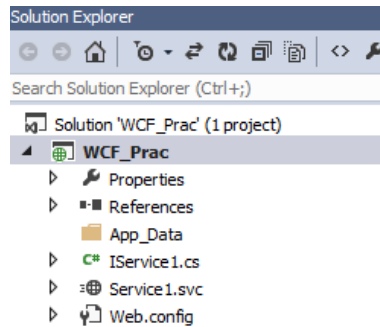 Solution Explorer
Search Solution Explorer (Ctrl+;)
Solution 'WCF_Prac' (1 project)
WCF_Prac
Properties
References
App_Data
C# IService1.cs
Service1.svc
Web.config